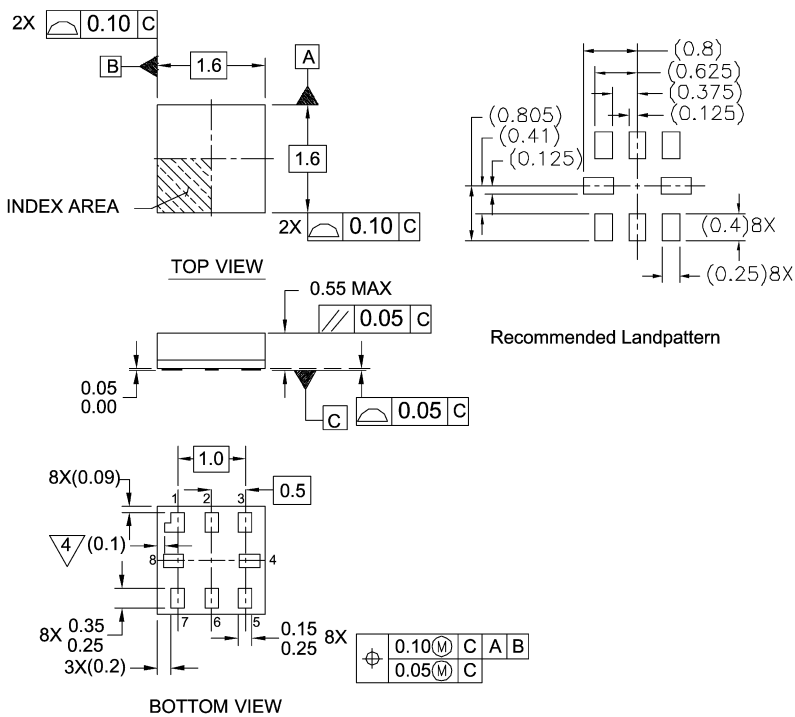 2X 0.10 C
B
1.6
A
1.6
INDEX AREA
2X 0.10 C
TOP VIEW
(0.8)
(0.625)
(0.375)
(0.125)
(0.805)
(0.41)
(0.125)
(0.4)8X
(0.25)8X
Recommended Landpattern
0.55 MAX
// 0.05 C
0.05
0.00
C
0.05 C
1.0
8X(0.09)
0.5
1 2 3
4 (0.1)
8 4
7 6 5
8X 0.35
0.25
0.15 8X
0.25
3X(0.2)
0.10Ⓜ C A B
0.05Ⓜ C
BOTTOM VIEW